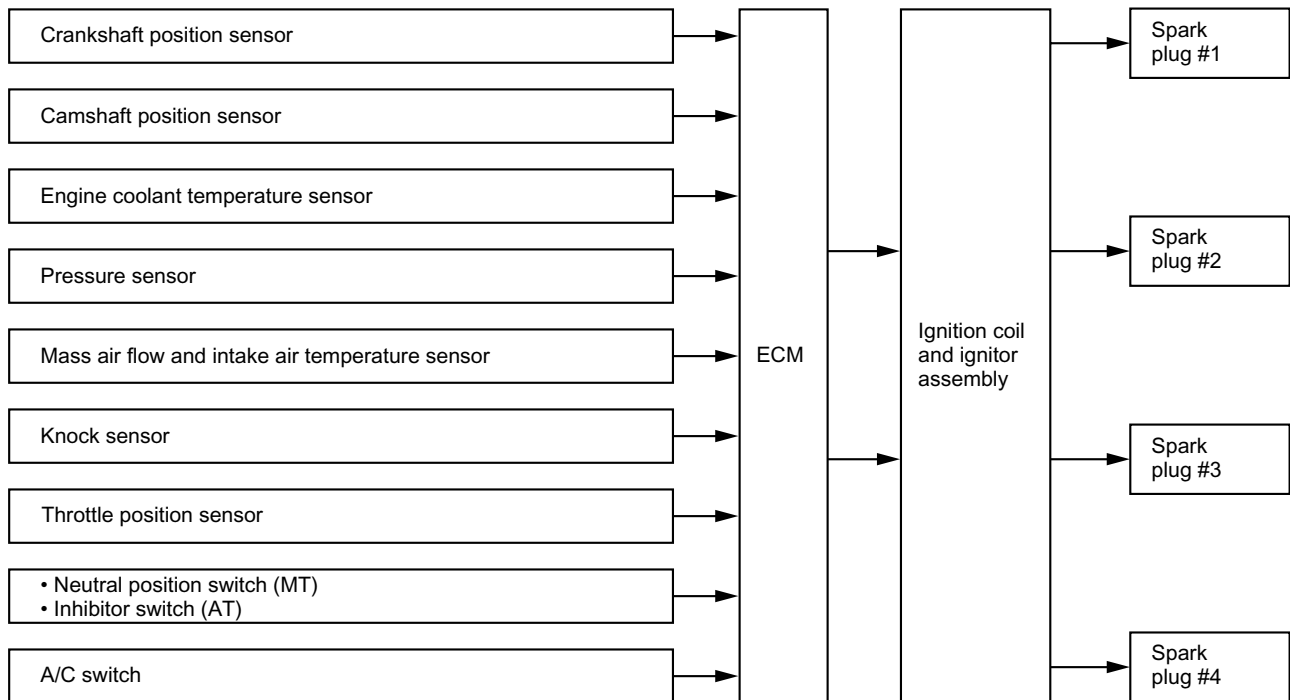 Crankshaft position sensor
Camshaft position sensor
Engine coolant temperature sensor
Pressure sensor
Mass air flow and intake air temperature sensor
Knock sensor
Throttle position sensor
• Neutral position switch (MT)
• Inhibitor switch (AT)
A/C switch
ECM
Ignition coil
and ignitor
assembly
Spark
plug #1
Spark
plug #2
Spark
plug #3
Spark
plug #4